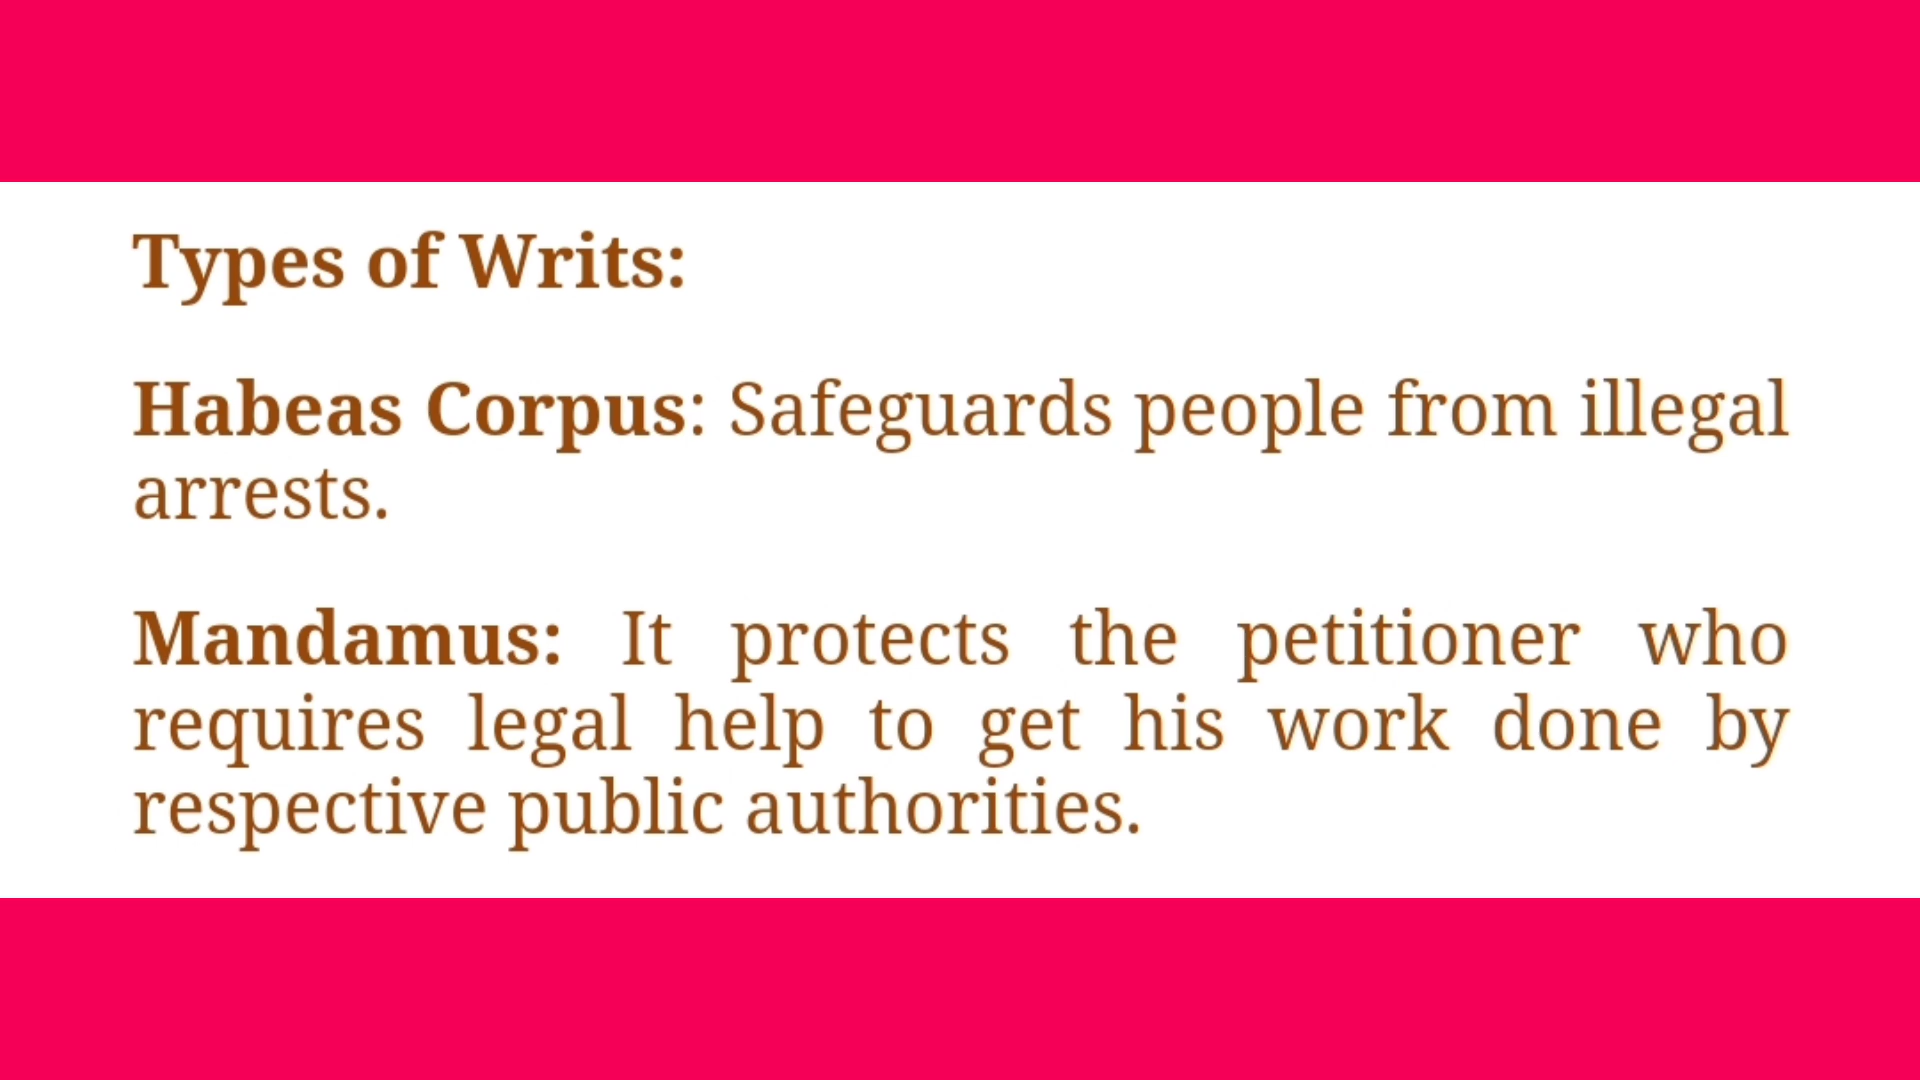 Types of Writs:
Habeas Corpus: Safeguards people from illegal
arrests.
Mandamus: It protects the petitioner who
requires legal help to get his work done by
respective public authorities.